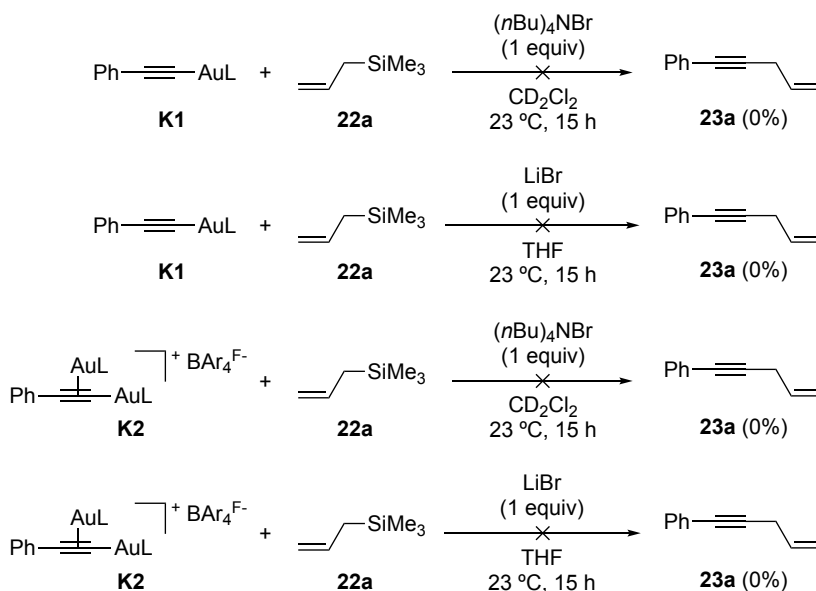 (nBu)4NBr
(1 equiv)
Ph AuL + SiMe3 Ph
CD2Cl2
K1 22a 23 ºC, 15 h 23a (0%)
LiBr
(1 equiv)
Ph AuL + SiMe3 Ph
THF
K1 22a 23 ºC, 15 h 23a (0%)
(nBu)4NBr
AuL + BAr4F- (1 equiv)
Ph AuL + SiMe3 Ph
CD2Cl2
K2 22a 23 ºC, 15 h 23a (0%)
LiBr
AuL + BAr4F- (1 equiv)
Ph AuL + SiMe3 Ph
THF
K2 22a 23 ºC, 15 h 23a (0%)